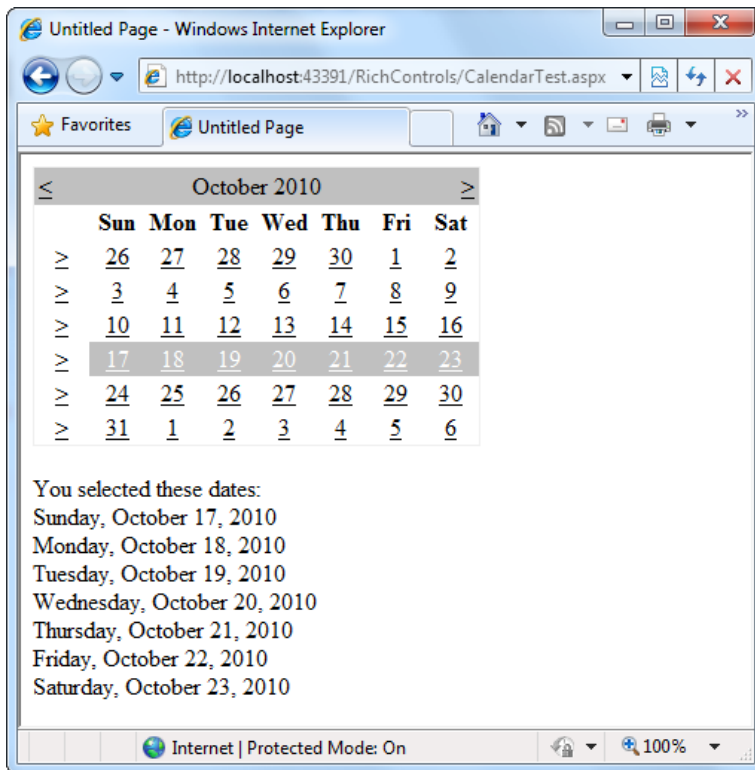 Untitled Page - Windows Internet Explorer
http://localhost:43391/RichControls/CalendarTest.aspx
Favorites Untitled Page »
< October 2010 >
Sun Mon Tue Wed Thu Fri Sat
> 26 27 28 29 30 1 2
> 3 4 5 6 7 8 9
> 10 11 12 13 14 15 16
> 17 18 19 20 21 22 23
> 24 25 26 27 28 29 30
> 31 1 2 3 4 5 6
You selected these dates:
Sunday, October 17, 2010
Monday, October 18, 2010
Tuesday, October 19, 2010
Wednesday, October 20, 2010
Thursday, October 21, 2010
Friday, October 22, 2010
Saturday, October 23, 2010
Internet | Protected Mode: On 100%